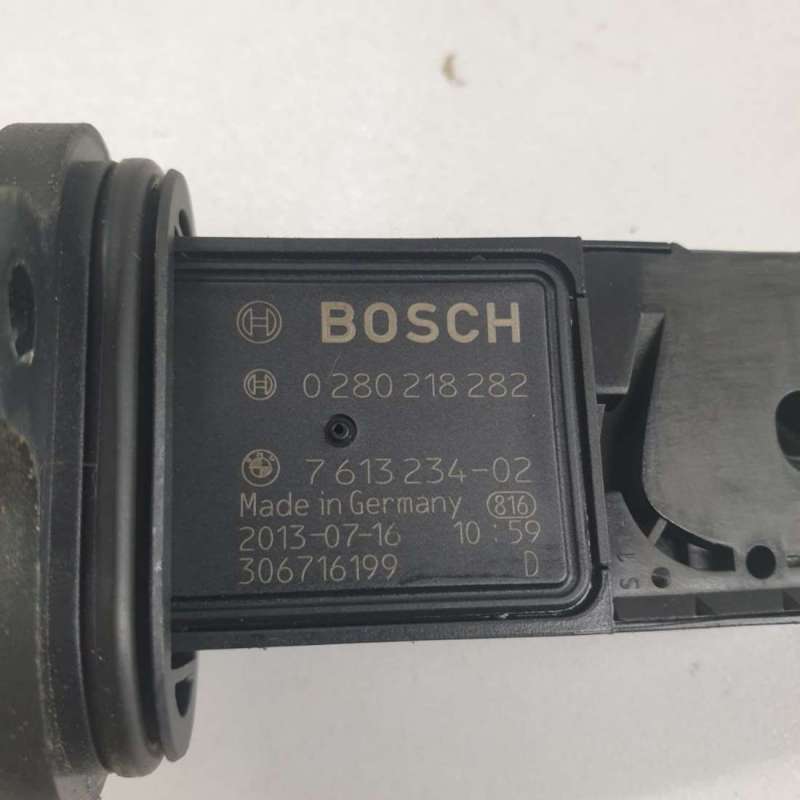 BOSCH
0 280 218 282
7 613 234-02
Made in Germany 816
2013-07-16 10:59
306716199 D
S 1